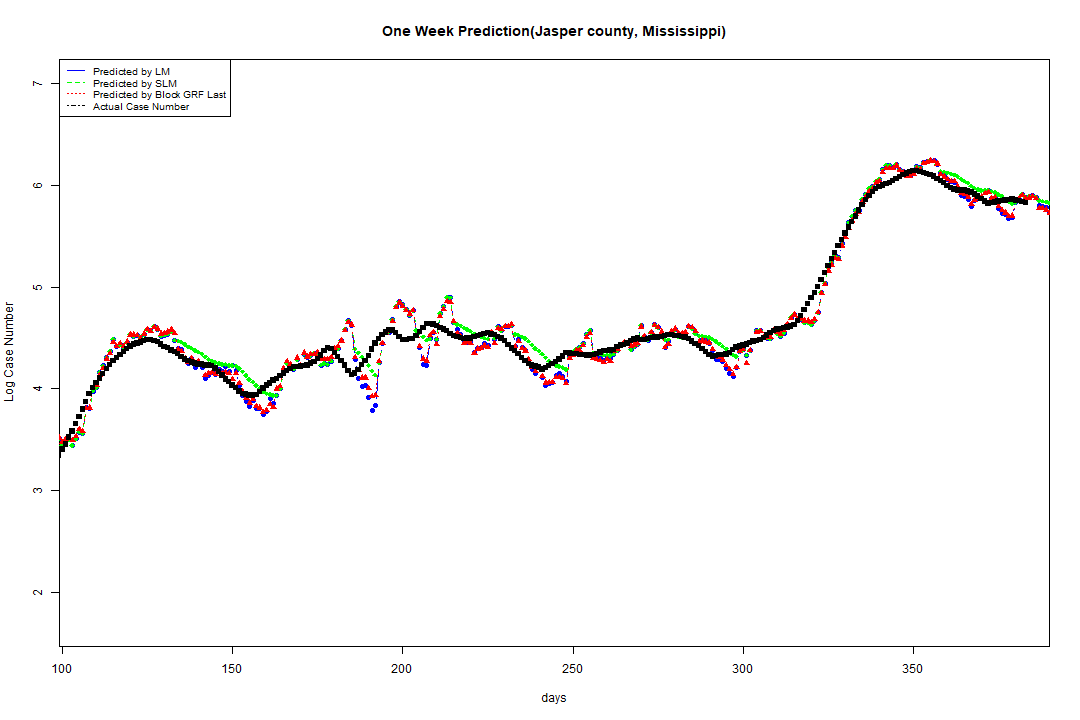 One Week Prediction(Jasper county, Mississippi)
Predicted by LM
Predicted by SLM
Predicted by Block GRF Last
Actual Case Number
7
6
5
4
3
2
Log Case Number
100 150 200 250 300 350
days